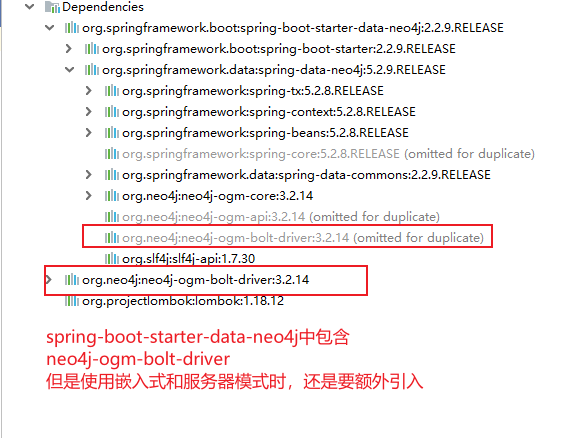 Dependencies
org.springframework.boot:spring-boot-starter-data-neo4j:2.2.9.RELEASE
org.springframework.boot:spring-boot-starter:2.2.9.RELEASE
org.springframework.data:spring-data-neo4j:5.2.9.RELEASE
org.springframework:spring-tx:5.2.8.RELEASE
org.springframework:spring-context:5.2.8.RELEASE
org.springframework:spring-beans:5.2.8.RELEASE
org.springframework:spring-core:5.2.8.RELEASE (omitted for duplicate)
org.springframework.data:spring-data-commons:2.2.9.RELEASE
org.neo4j:neo4j-ogm-core:3.2.14
org.neo4j:neo4j-ogm-api:3.2.14 (omitted for duplicate)
org.neo4j:neo4j-ogm-bolt-driver:3.2.14 (omitted for duplicate)
org.slf4j:slf4j-api:1.7.30
org.neo4j:neo4j-ogm-bolt-driver:3.2.14
org.projectlombok:lombok:1.18.12
spring-boot-starter-data-neo4j中包含
neo4j-ogm-bolt-driver
但是使用嵌入式和服务器模式时，还是要额外引入